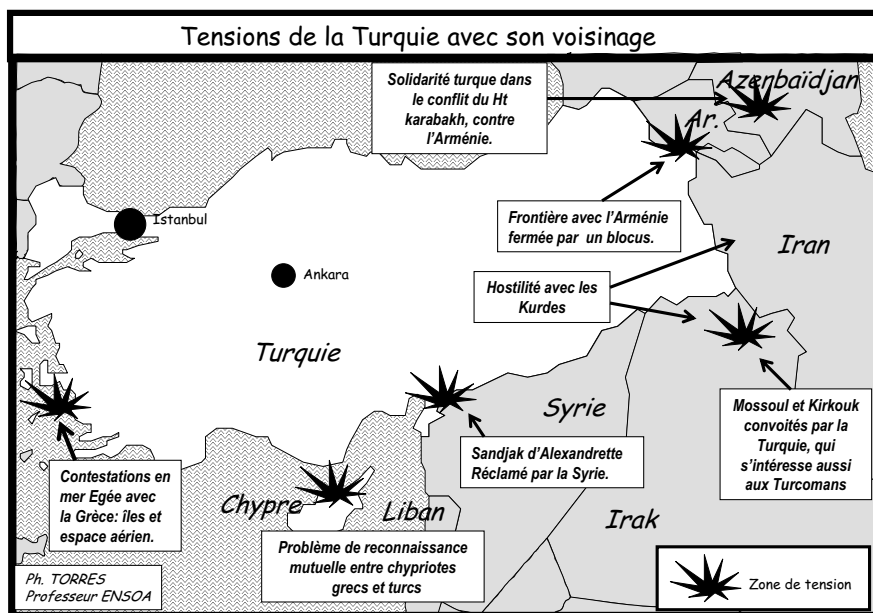 Tensions de la Turquie avec son voisinage
Solidarité turque dans
le conflit du Ht
karabakh, contre
l'Arménie.
Azenbaïdjan
Ar.
Istanbul
Frontière avec l'Arménie
fermée par un blocus.
Iran
Ankara
Hostilité avec les
Kurdes
Turquie
Syrie
Mossoul et Kirkouk
convoités par la
Turquie, qui
s'intéresse aussi
aux Turcomans
Sandjak d'Alexandrette
Réclamé par la Syrie.
Contestations en
mer Egée avec
la Grèce: îles et
espace aérien.
Chypre
Liban
Irak
Problème de reconnaissance
mutuelle entre chypriotes
grecs et turcs
Ph. TORRES
Professeur ENSOA
Zone de tension